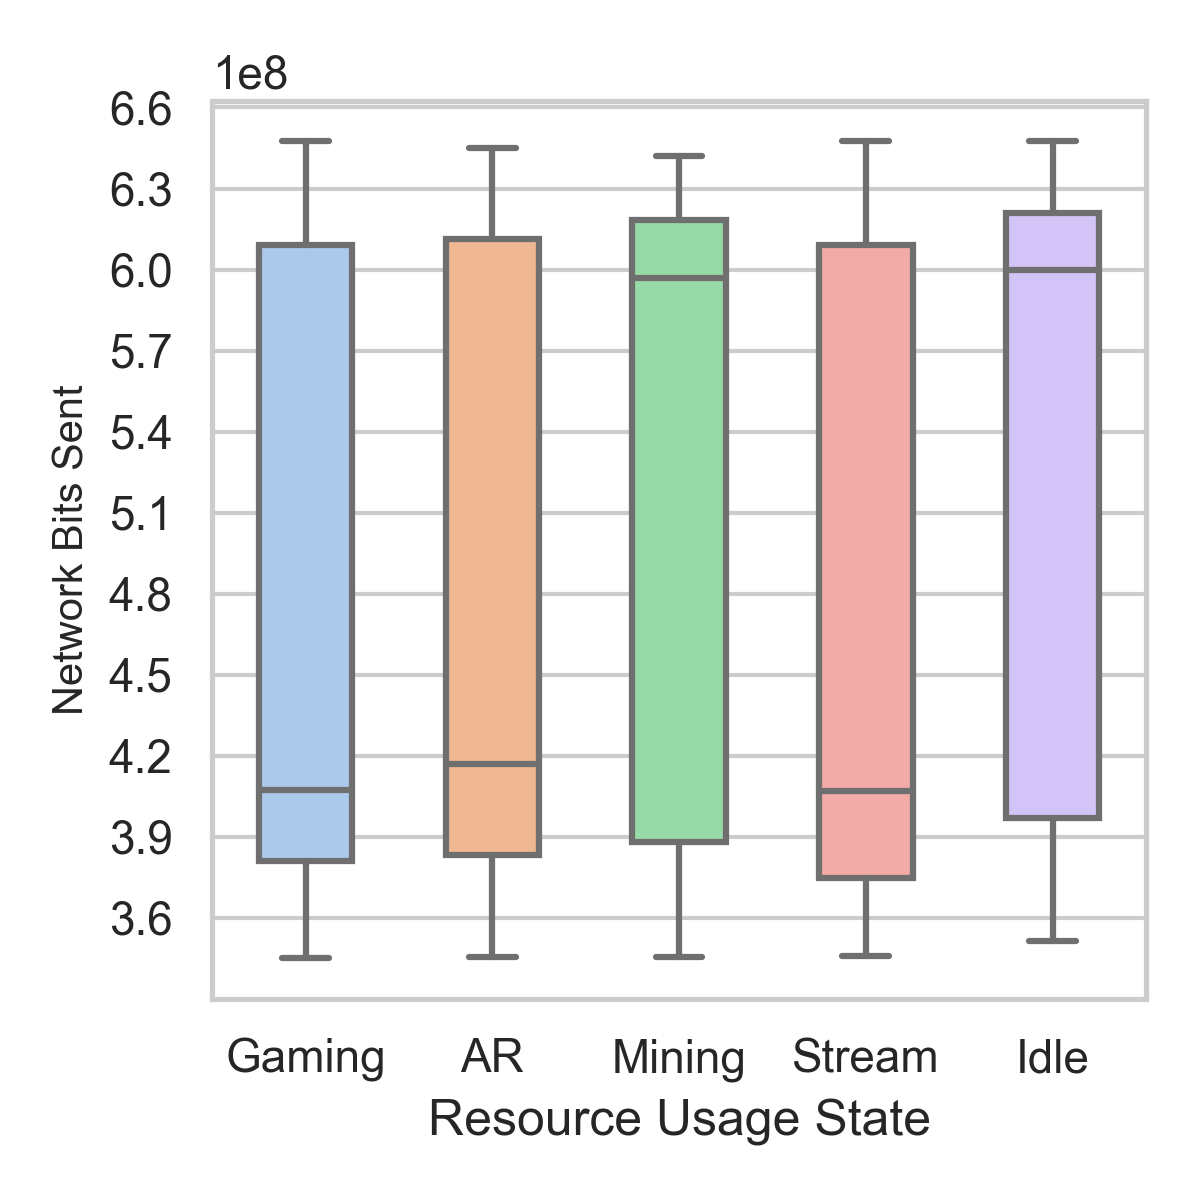 1e8
6.6
6.3
6.0
5.7
5.4
5.1
4.8
4.5
4.2
3.9
3.6
Network Bits Sent
Gaming AR Mining Stream Idle
Resource Usage State